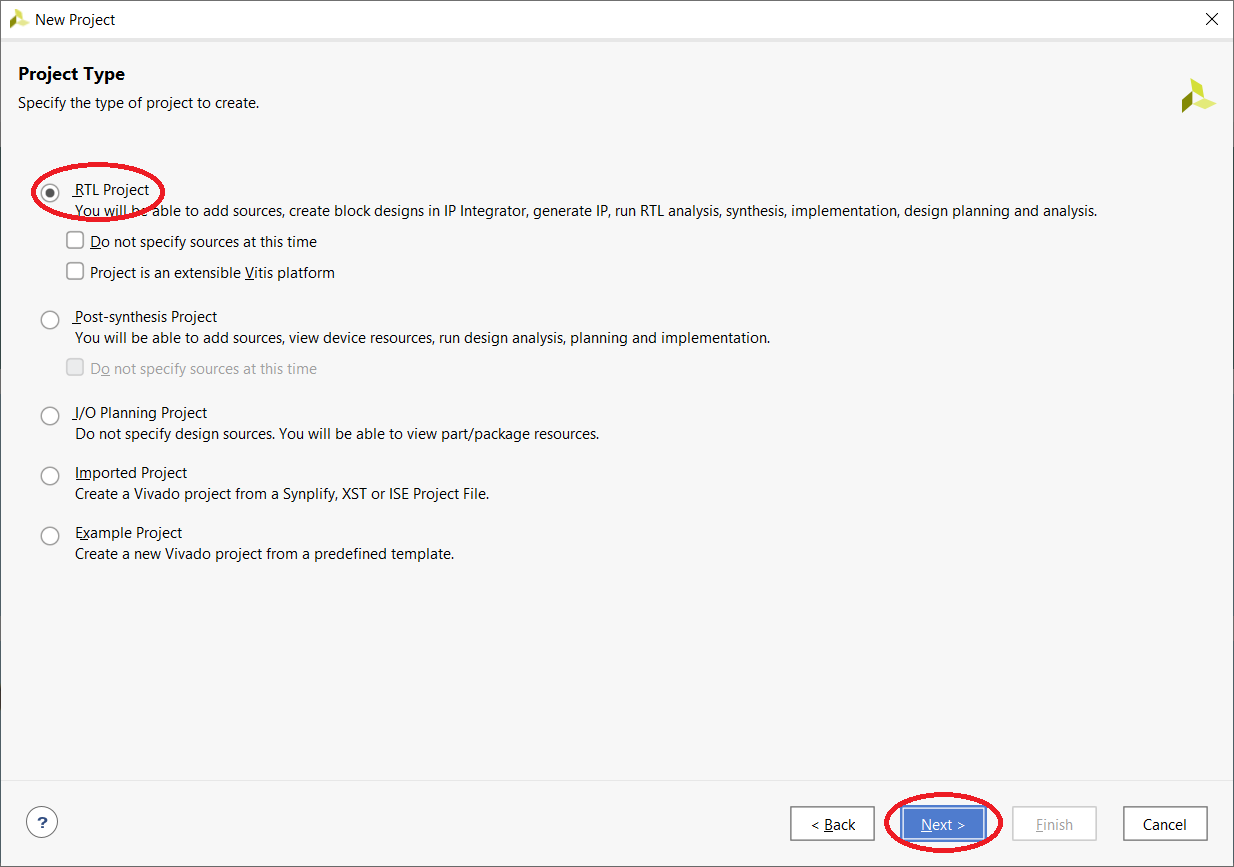 New Project
Project Type
Specify the type of project to create.
RTL Project
You will be able to add sources, create block designs in IP Integrator, generate IP, run RTL analysis, synthesis, implementation, design planning and analysis.
Do not specify sources at this time
Project is an extensible Vitis platform
Post-synthesis Project
You will be able to add sources, view device resources, run design analysis, planning and implementation.
Do not specify sources at this time
I/O Planning Project
Do not specify design sources. You will be able to view part/package resources.
Imported Project
Create a Vivado project from a Synplify, XST or ISE Project File.
Example Project
Create a new Vivado project from a predefined template.
? < Back Next > Finish Cancel